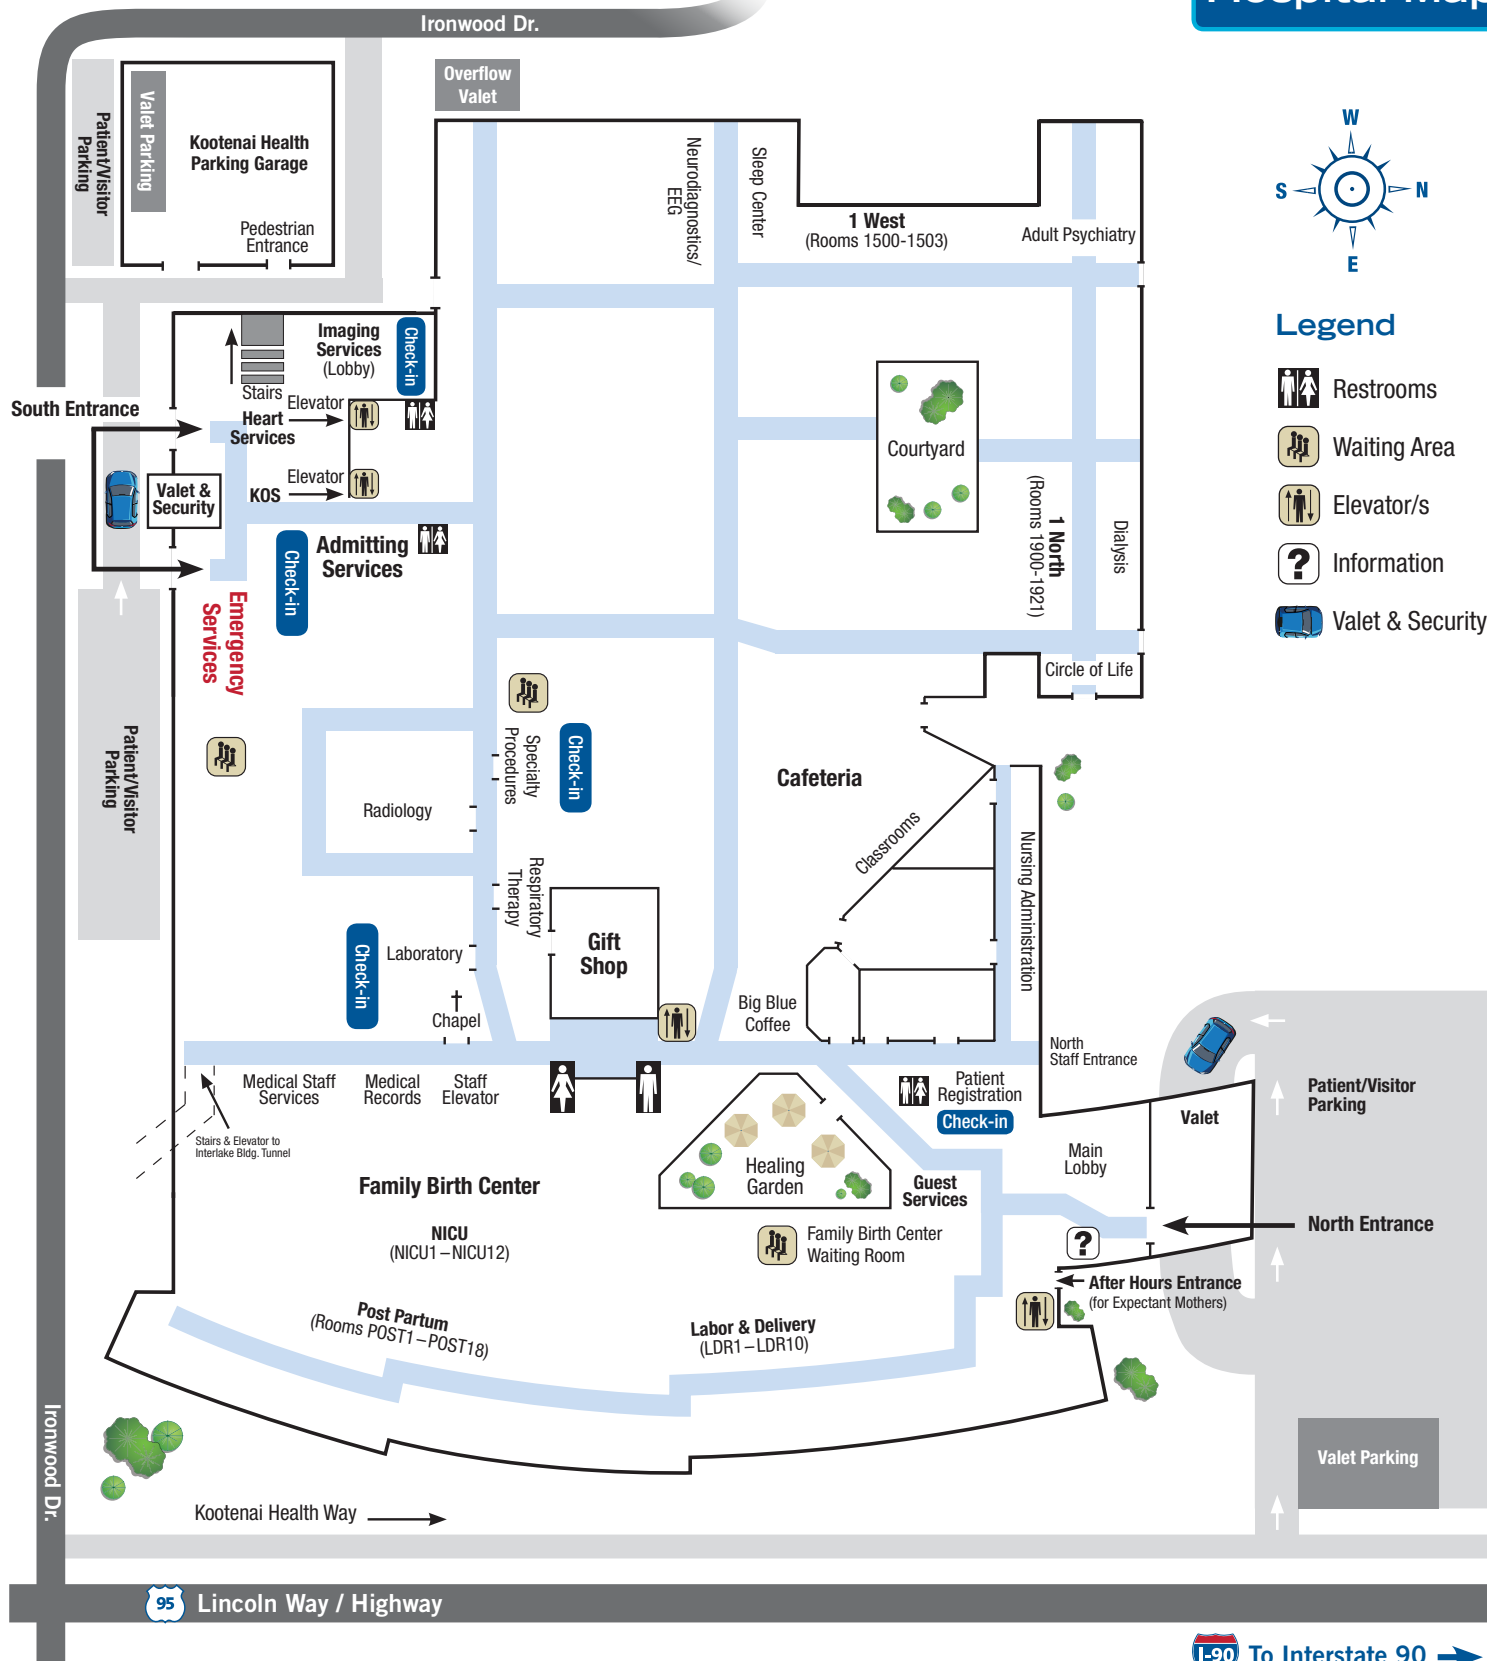 Ironwood Dr.
Hospital Map
Overflow
Valet
Patient/Visitor
Parking
Valet Parking
Kootenai Health
Parking Garage
Pedestrian
Entrance
Neurodiagnostics/
EEG
Sleep Center
1 West
(Rooms 1500-1503)
Adult Psychiatry
W
S
N
E
Legend
Restrooms
Waiting Area
Elevator/s
? Information
Valet & Security
Imaging
Services
(Lobby)
Check-in
Stairs
Elevator
Heart
Services
South Entrance
Elevator
KOS
Valet &
Security
Courtyard
Admitting
Services
Check-in
1 North
(Rooms 1900-1921)
Dialysis
Emergency
Services
Circle of Life
Patient/Visitor
Parking
Specialty
Procedures
Check-in
Cafeteria
Radiology
Classrooms
Nursing Administration
Respiratory
Therapy
Gift
Shop
Laboratory
Check-in
Chapel
Big Blue
Coffee
North
Staff Entrance
Medical Staff
Services
Medical
Records
Staff
Elevator
Patient
Registration
Check-in
Patient/Visitor
Parking
Valet
Main
Lobby
Stairs & Elevator to
Interlake Bldg. Tunnel
Healing
Garden
Guest
Services
Family Birth Center
North Entrance
NICU
(NICU1–NICU12)
Family Birth Center
Waiting Room
?
After Hours Entrance
(for Expectant Mothers)
Post Partum
(Rooms POST1–POST18)
Labor & Delivery
(LDR1–LDR10)
Ironwood Dr.
Valet Parking
Kootenai Health Way
95 Lincoln Way / Highway
I-90 To Interstate 90